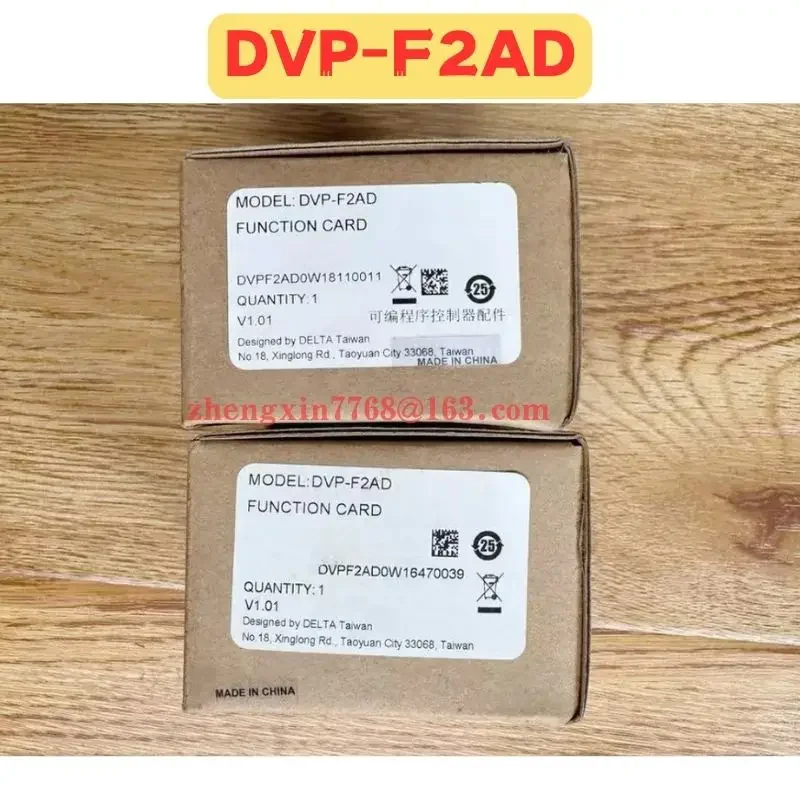 DVP-F2AD
MODEL: DVP-F2AD
FUNCTION CARD
DVPF2AD0W18110011
25
QUANTITY: 1
V1.01
可编程序控制器配件
Designed by DELTA Taiwan
No 18, Xinglong Rd., Taoyuan City 33068, Taiwan
MADE IN CHINA
zhengxin7768@163.com
MODEL: DVP-F2AD
FUNCTION CARD
25
DVPF2AD0W16470039
QUANTITY: 1
V1.01
Designed by DELTA Taiwan
No 18, Xinglong Rd., Taoyuan City 33068, Taiwan
MADE IN CHINA